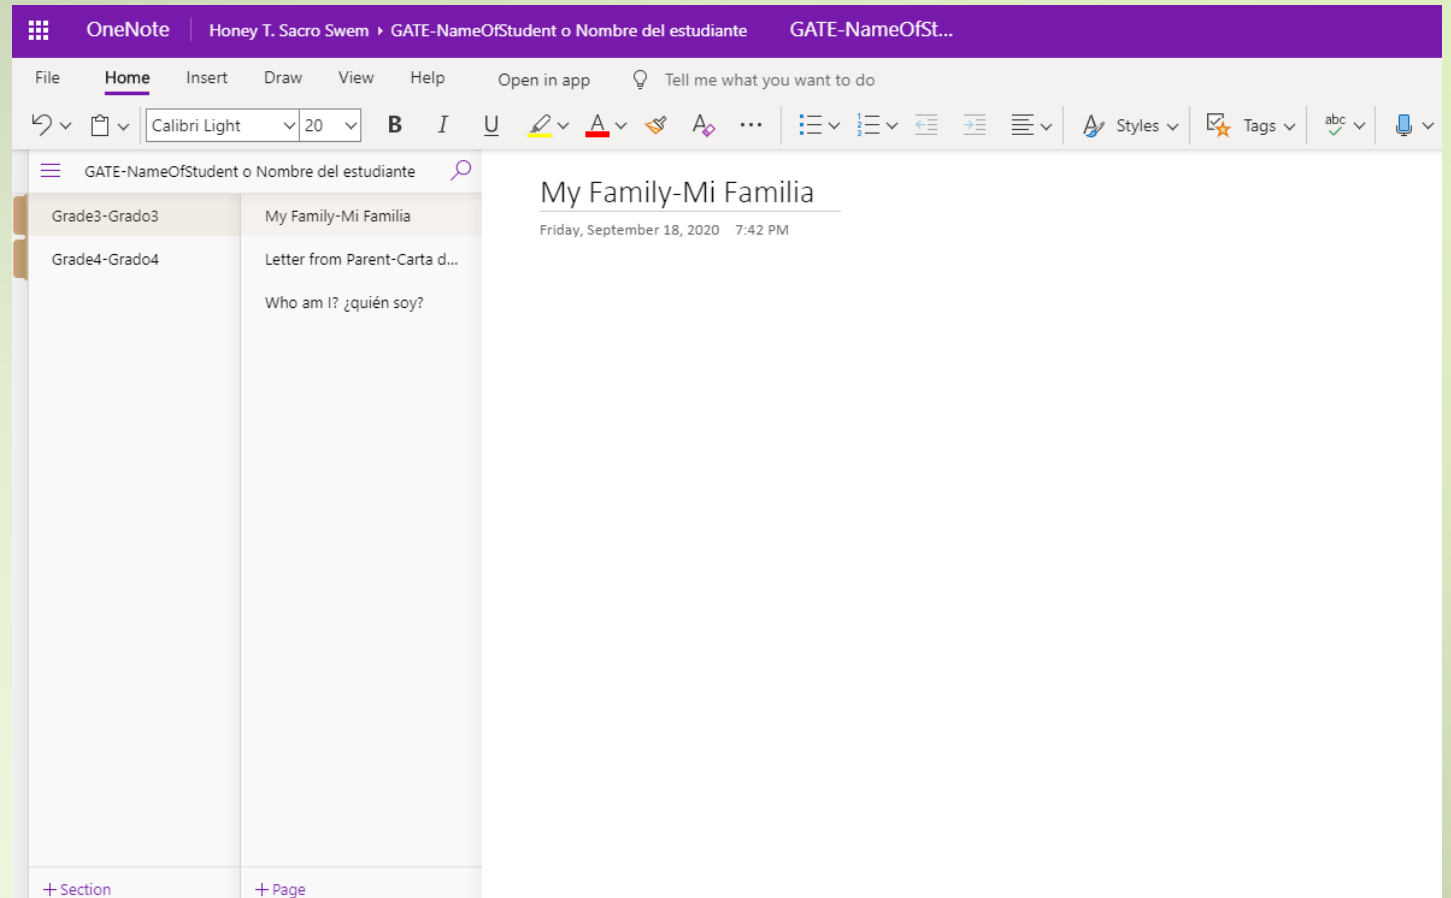 OneNote Honey T. Sacro Swem GATE-NameOfStudent o Nombre del estudiante GATE-NameOfSt...
File Home Insert Draw View Help Open in app Tell me what you want to do
Calibri Light 20 B I U A A Styles Tags abc
GATE-NameOfStudent o Nombre del estudiante
Grade3-Grado3
Grade4-Grado4
My Family-Mi Familia
Letter from Parent-Carta d...
Who am I? ¿quién soy?
My Family-Mi Familia
Friday, September 18, 2020 7:42 PM
+ Section
+ Page